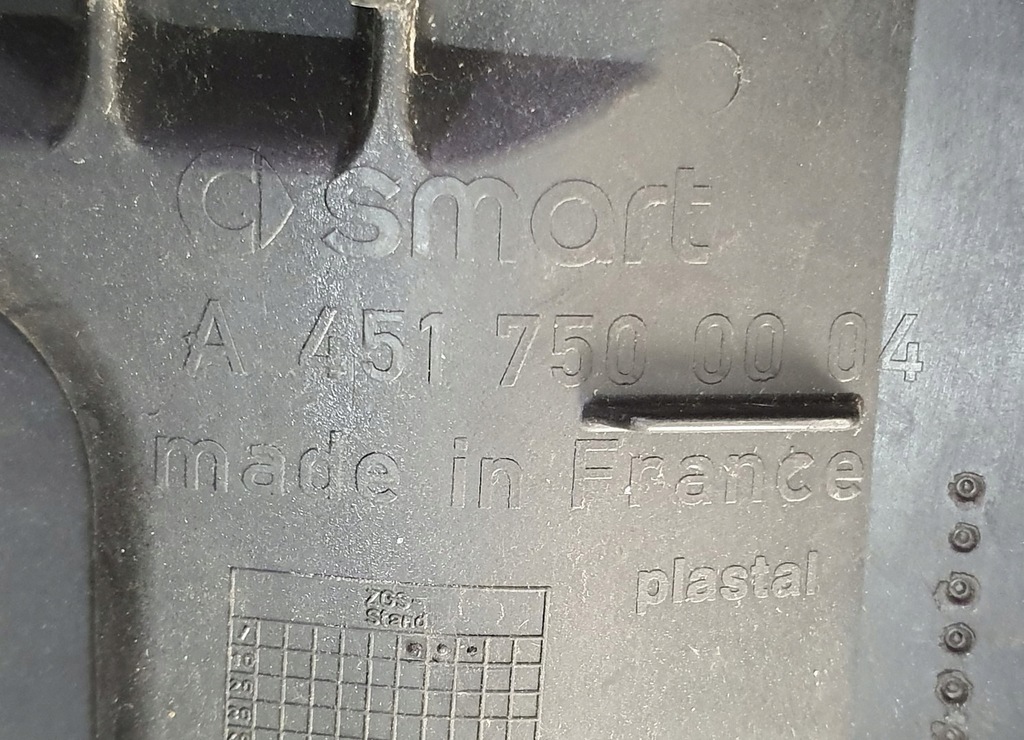 smart
A 451 750 00 04
made in France
plastal
ZGS-
Stand